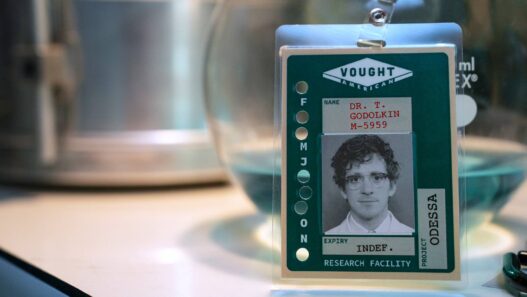 VOUGHT
AMERICAN
NAME
DR. T.
GODOLKIN
M-5959
F
M
J
O
N
EXPIRY
INDEF.
PROJECT
ODESSA
RESEARCH FACILITY
ml
EX®